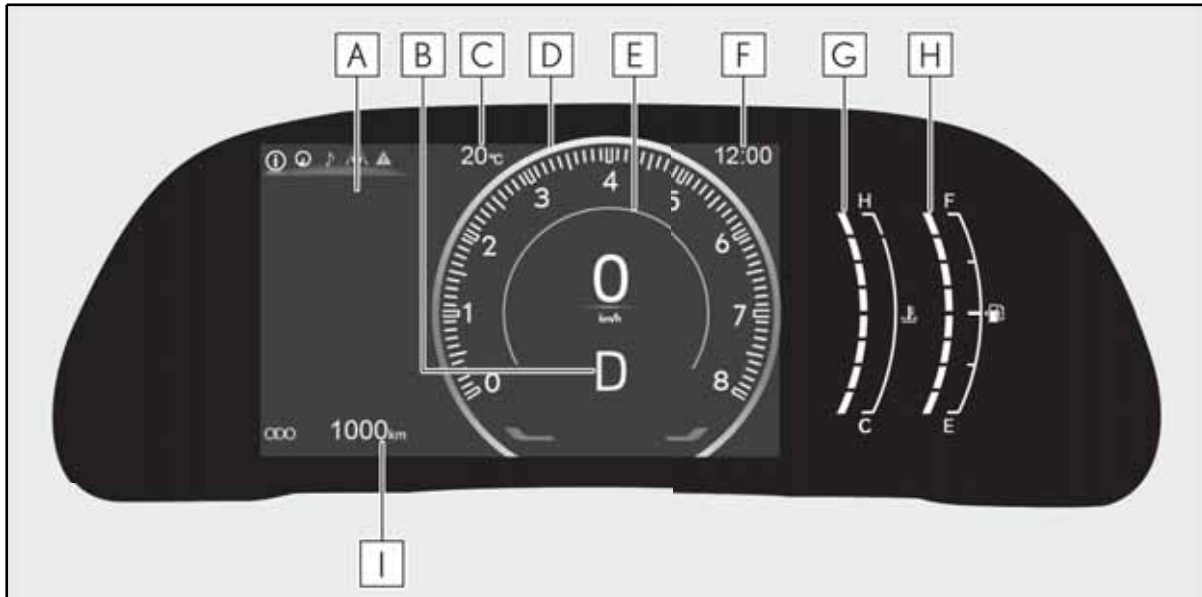 A B C D E F G H
20℃ 12:00
4
3 5
2 6
1 7
0 8
0
km/h
D
ODO 1000km
H F
C E
I